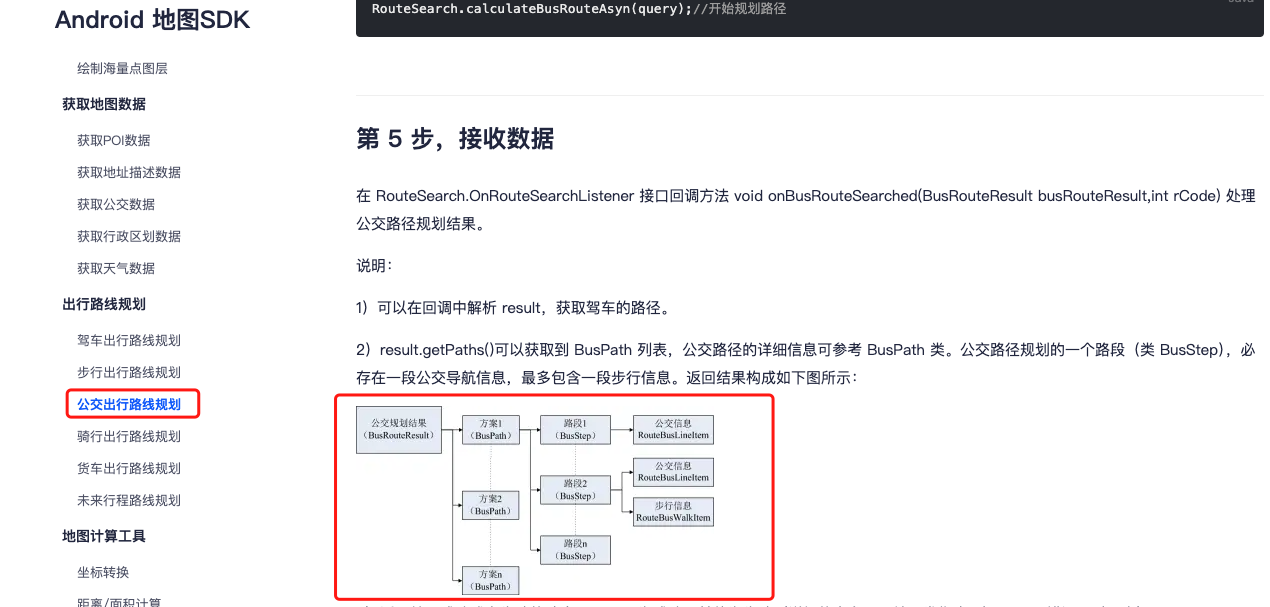 Android 地图SDK
绘制海量点图层
获取地图数据
获取POI数据
获取地址描述数据
获取公交数据
获取行政区划数据
获取天气数据
出行路线规划
驾车出行路线规划
步行出行路线规划
公交出行路线规划
骑行出行路线规划
货车出行路线规划
未来行程路线规划
地图计算工具
坐标转换
距离/面积计算
RouteSearch.calculateBusRouteAsyn(query);//开始规划路径
第 5 步，接收数据
在 RouteSearch.OnRouteSearchListener 接口回调方法 void onBusRouteSearched(BusRouteResult busRouteResult,int rCode) 处理
公交路径规划结果。
说明：
1）可以在回调中解析 result，获取驾车的路径。
2）result.getPaths()可以获取到 BusPath 列表，公交路径的详细信息可参考 BusPath 类。公交路径规划的一个路段（类 BusStep），必
存在一段公交导航信息，最多包含一段步行信息。返回结果构成如下图所示：
公交规划结果
（BusRouteResult）
方案1
（BusPath）
路段1
（BusStep）
公交信息
RouteBusLineItem
公交信息
RouteBusLineItem
路段2
（BusStep）
方案2
（BusPath）
步行信息
RouteBusWalkItem
路段n
（BusStep）
方案n
（BusPath）